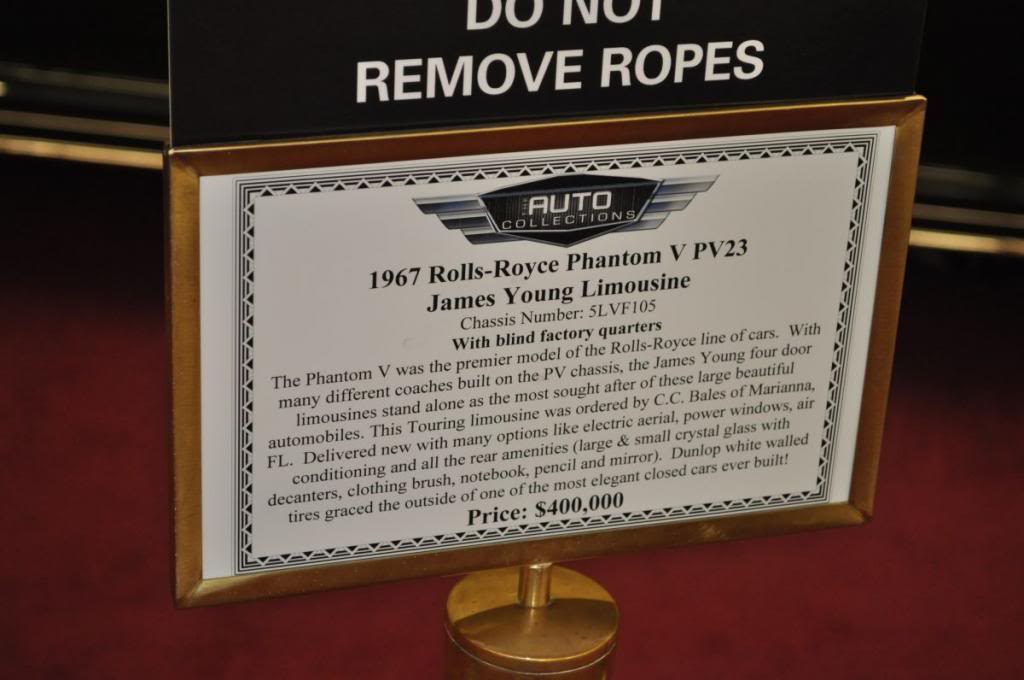 DO NOT
REMOVE ROPES
THE AUTO
COLLECTIONS
1967 Rolls-Royce Phantom V PV23
James Young Limousine
Chassis Number: 5LVF105
With blind factory quarters
The Phantom V was the premier model of the Rolls-Royce line of cars. With
many different coaches built on the PV chassis, the James Young four door
limousines stand alone as the most sought after of these large beautiful
automobiles. This Touring limousine was ordered by C.C. Bales of Marianna,
FL. Delivered new with many options like electric aerial, power windows, air
conditioning and all the rear amenities (large & small crystal glass with
decanters, clothing brush, notebook, pencil and mirror). Dunlop white walled
tires graced the outside of one of the most elegant closed cars ever built!
Price: $400,000